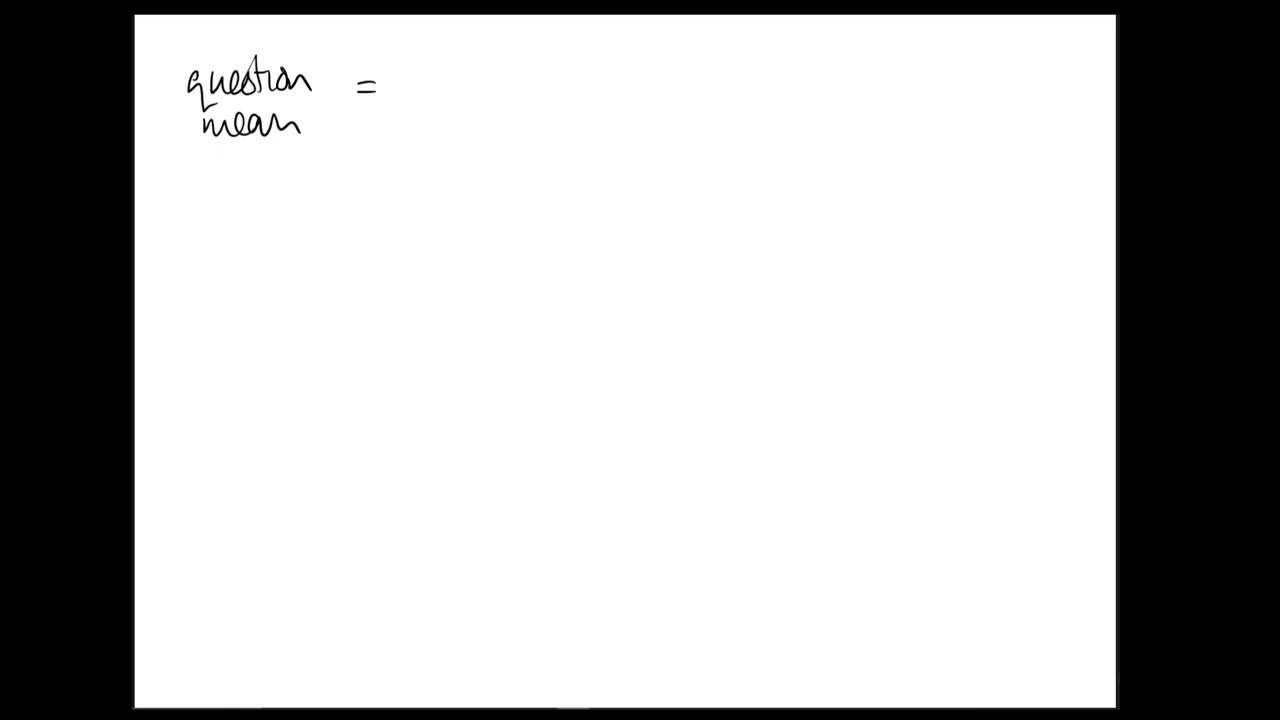 question =
mean